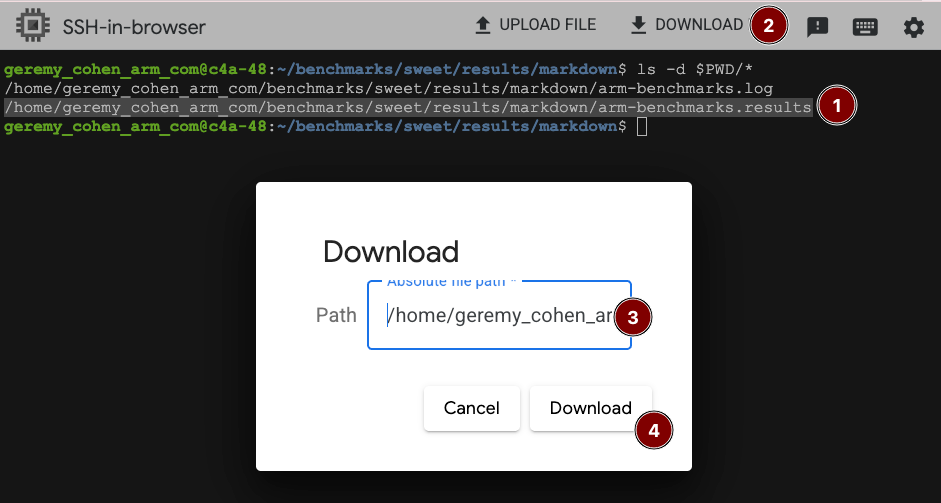 SSH-in-browser UPLOAD FILE DOWNLOAD 2
geremy_cohen_arm_com@c4a-48:~/benchmarks/sweet/results/markdown$ ls -d $PWD/*
/home/geremy_cohen_arm_com/benchmarks/sweet/results/markdown/arm-benchmarks.log
/home/geremy_cohen_arm_com/benchmarks/sweet/results/markdown/arm-benchmarks.results 1
geremy_cohen_arm_com@c4a-48:~/benchmarks/sweet/results/markdown$
Download
Absolute file path *
Path /home/geremy_cohen_ar 3
Cancel Download
4